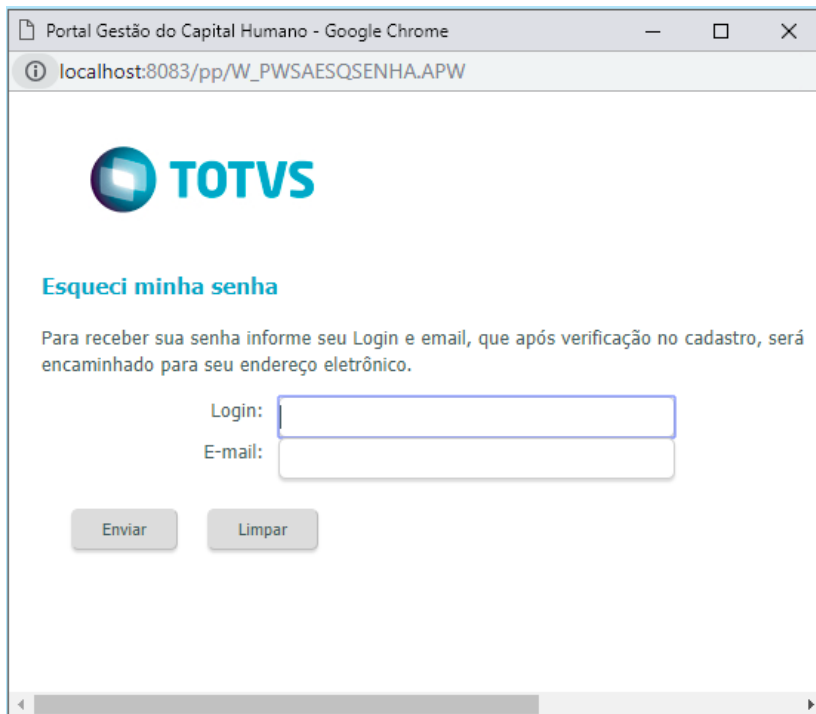 Portal Gestão do Capital Humano - Google Chrome
localhost:8083/pp/W_PWSAESQSENHA.APW
TOTVS
Esqueci minha senha
Para receber sua senha informe seu Login e email, que após verificação no cadastro, será
encaminhado para seu endereço eletrônico.
Login:
E-mail:
Enviar Limpar